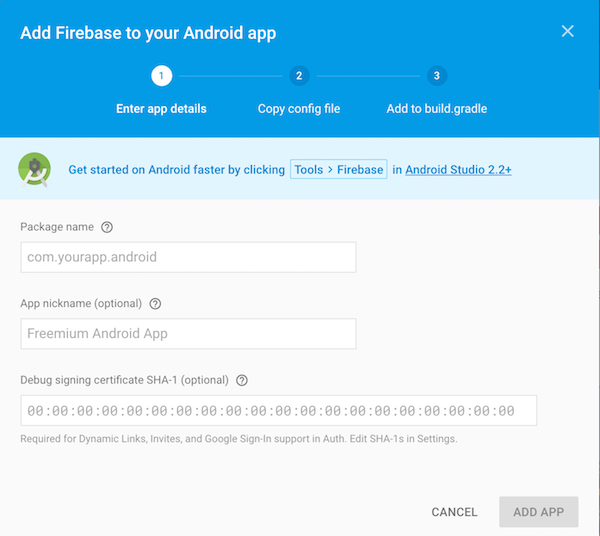 Add Firebase to your Android app
1
2
3
Enter app details
Copy config file
Add to build.gradle
Get started on Android faster by clicking Tools > Firebase in Android Studio 2.2+
Package name ?
com.yourapp.android
App nickname (optional) ?
Freemium Android App
Debug signing certificate SHA-1 (optional) ?
00:00:00:00:00:00:00:00:00:00:00:00:00:00:00:00:00:00:00:00
Required for Dynamic Links, Invites, and Google Sign-In support in Auth. Edit SHA-1s in Settings.
CANCEL ADD APP